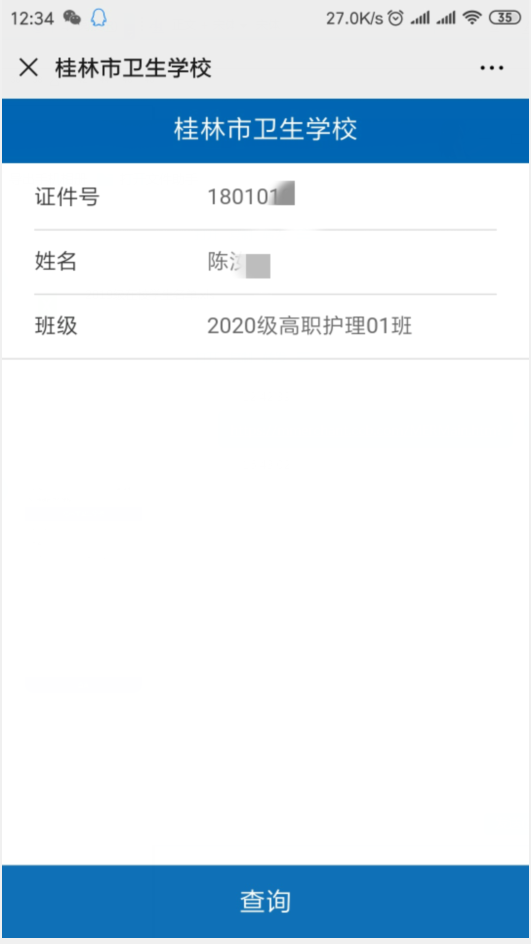 12:34
27.0K/s
35
桂林市卫生学校
桂林市卫生学校
证件号 180101
姓名 陈
班级 2020级高职护理01班
查询